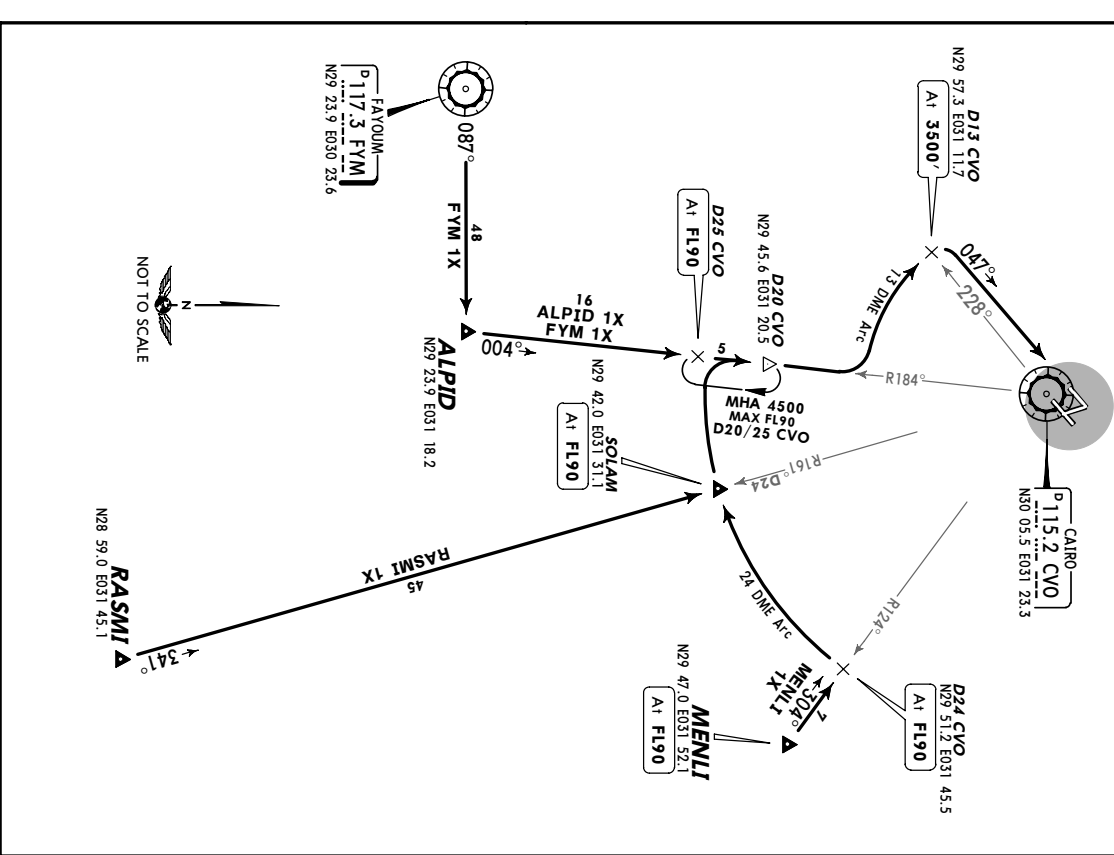 D13 CVO
N29 57.3 E031 11.7
At 3500'
047°
228°
CAIRO
D 115.2 CVO
N30 05.5 E031 23.3
FAYOUM
D 117.3 FYM
N29 23.9 E030 23.6
087°
48
FYM 1X
ALPID
N29 23.9 E031 18.2
004°
16
ALPID 1X
FYM 1X
D25 CVO
At FL90
D20 CVO
N29 45.6 E031 20.5
5
13 DME Arc
R184°
MHA 4500
MAX FL90
D20/25 CVO
SOLAM
N29 42.0 E031 31.1
At FL90
R161° D24
24 DME Arc
R124°
D24 CVO
N29 51.2 E031 45.5
At FL90
MENLI
1X
304°
7
MENLI
N29 47.0 E031 52.1
At FL90
RASMI 1X
45
341°
RASMI
N28 59.0 E031 45.1
N
NOT TO SCALE